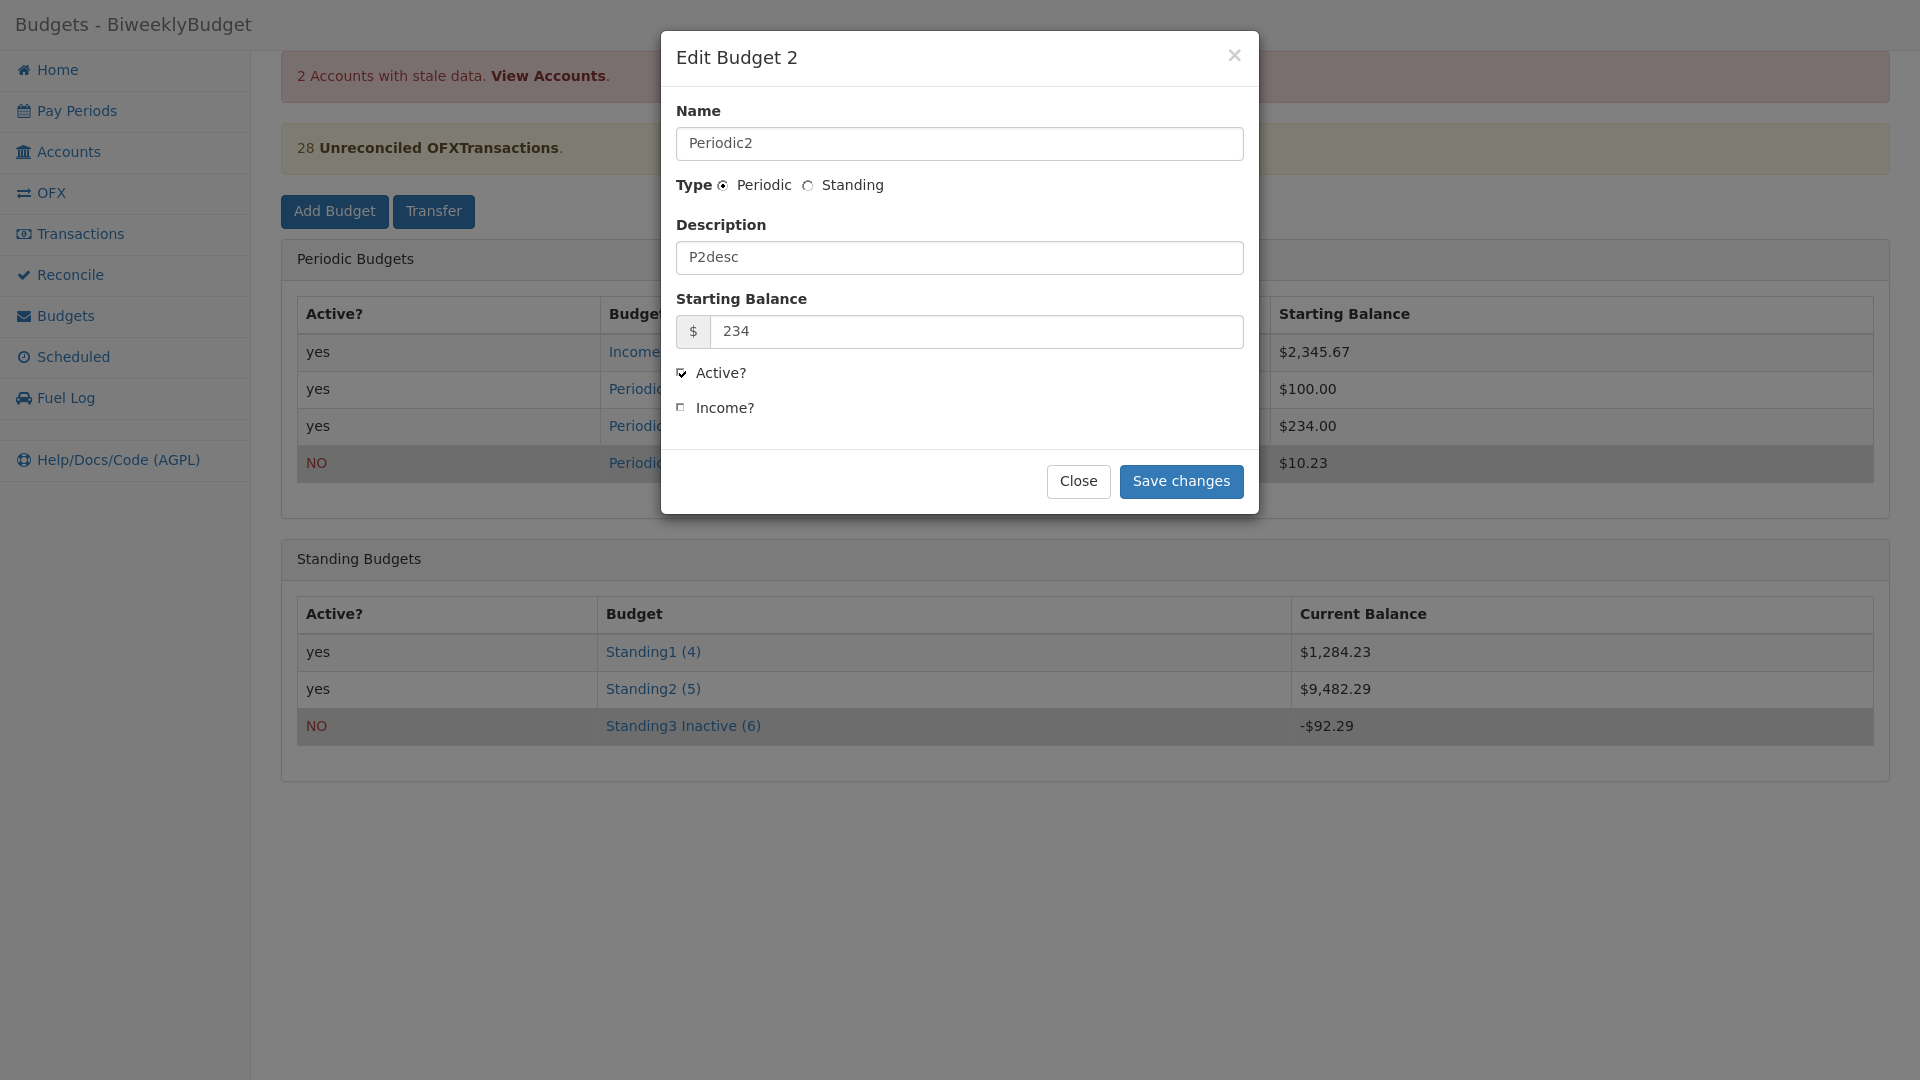 Budgets - BiweeklyBudget
Home
Pay Periods
Accounts
OFX
Transactions
Reconcile
Budgets
Scheduled
Fuel Log
Help/Docs/Code (AGPL)
2 Accounts with stale data. View Accounts.
28 Unreconciled OFXTransactions.
Add Budget Transfer
Periodic Budgets
Active? Starting Balance
yes Income $2,345.67
yes $100.00
yes $234.00
NO $10.23
Edit Budget 2 ×
Name
Periodic2
Type Periodic Standing
Description
P2desc
Starting Balance
$ 234
Active?
Income?
Close Save changes
Standing Budgets
Active? Budget Current Balance
yes Standing1 (4) $1,284.23
yes Standing2 (5) $9,482.29
NO Standing3 Inactive (6) -$92.29